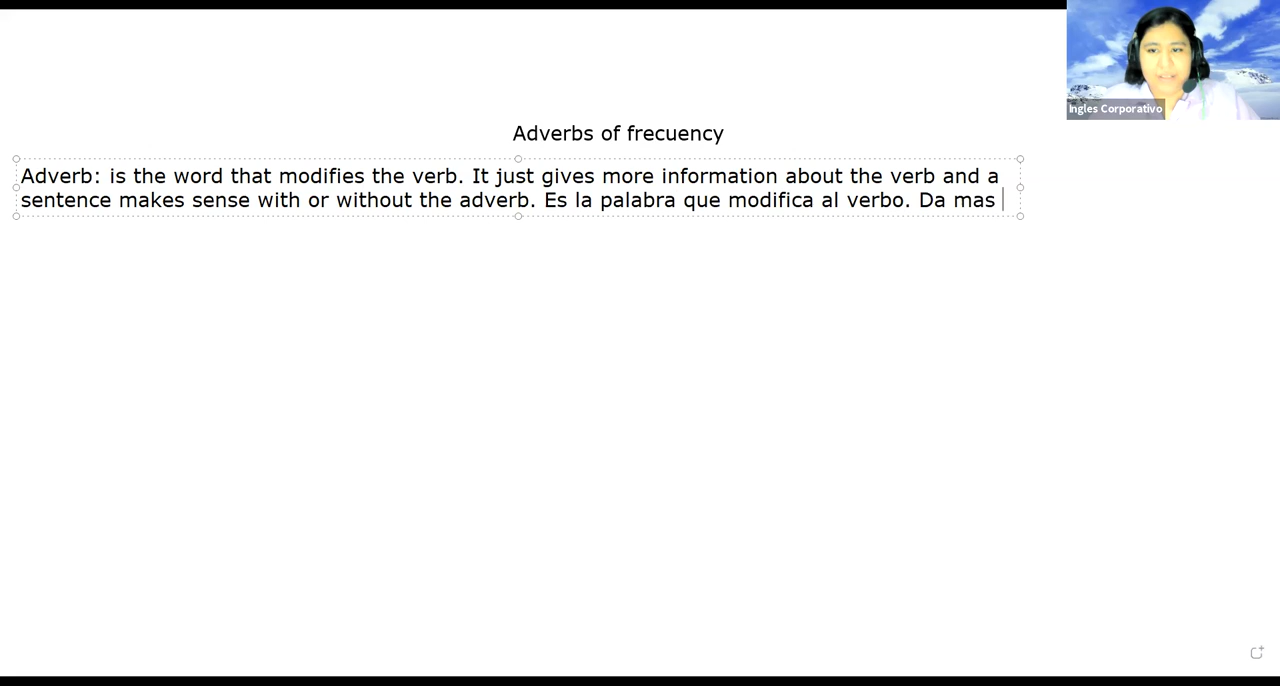 Ingles Corporativo
Adverbs of frecuency
Adverb: is the word that modifies the verb. It just gives more information about the verb and a
sentence makes sense with or without the adverb. Es la palabra que modifica al verbo. Da mas